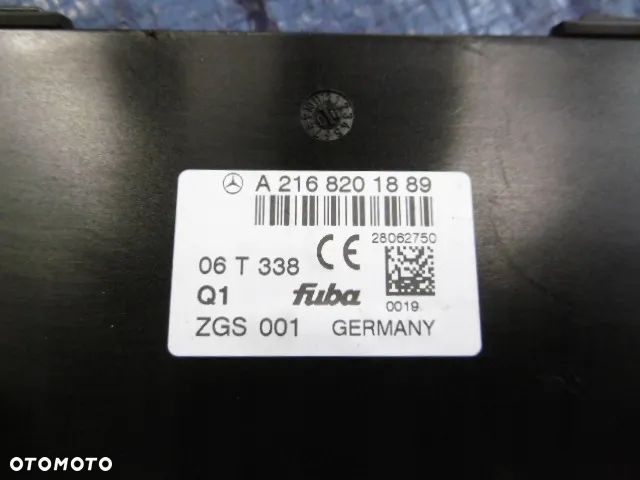 A 216 820 18 89
28062750
06 T 338 CE
Q1 fuba 0019
ZGS 001 GERMANY
OTOMOTO